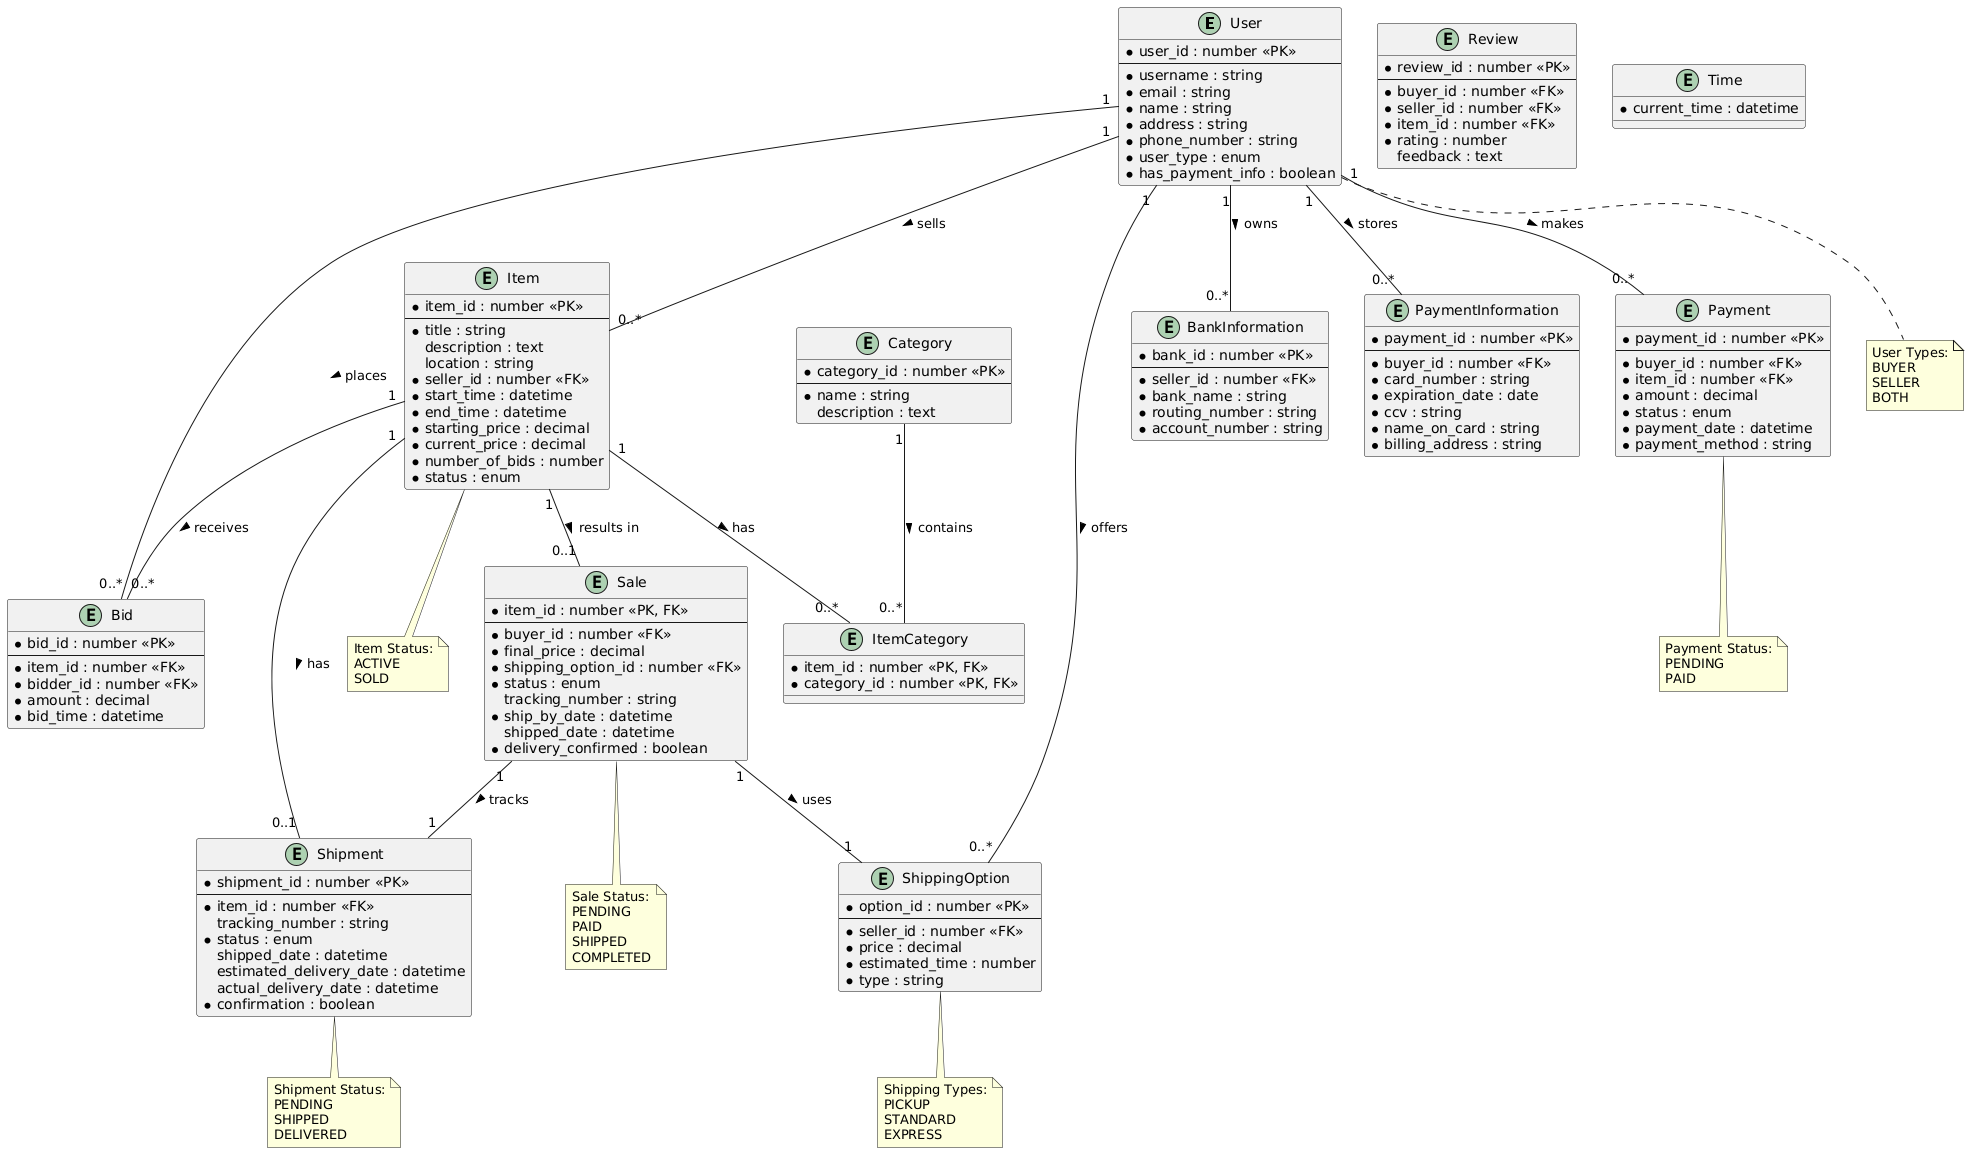 E User
* user_id : number «PK»
* username : string
* email : string
* name : string
* address : string
* phone_number : string
* user_type : enum
* has_payment_info : boolean
E Review
* review_id : number «PK»
* buyer_id : number «FK»
* seller_id : number «FK»
* item_id : number «FK»
* rating : number
feedback : text
E Time
* current_time : datetime
1
1
1
1
1
1
sells
owns
stores
makes
0..*
0..*
0..*
0..*
E Item
* item_id : number «PK»
* title : string
description : text
location : string
* seller_id : number «FK»
* start_time : datetime
* end_time : datetime
* starting_price : decimal
* current_price : decimal
* number_of_bids : number
* status : enum
E Category
* category_id : number «PK»
* name : string
description : text
E BankInformation
* bank_id : number «PK»
* seller_id : number «FK»
* bank_name : string
* routing_number : string
* account_number : string
E PaymentInformation
* payment_id : number «PK»
* buyer_id : number «FK»
* card_number : string
* expiration_date : date
* ccv : string
* name_on_card : string
* billing_address : string
E Payment
* payment_id : number «PK»
* buyer_id : number «FK»
* item_id : number «FK»
* amount : decimal
* status : enum
* payment_date : datetime
* payment_method : string
User Types:
BUYER
SELLER
BOTH
places
1
1
1
1
1
receives
results in
has
contains
offers
0..*
0..*
0..1
0..*
0..*
E Bid
* bid_id : number «PK»
* item_id : number «FK»
* bidder_id : number «FK»
* amount : decimal
* bid_time : datetime
has
Item Status:
ACTIVE
SOLD
E Sale
* item_id : number «PK, FK»
* buyer_id : number «FK»
* final_price : decimal
* shipping_option_id : number «FK»
* status : enum
tracking_number : string
* ship_by_date : datetime
shipped_date : datetime
* delivery_confirmed : boolean
E ItemCategory
* item_id : number «PK, FK»
* category_id : number «PK, FK»
Payment Status:
PENDING
PAID
1
1
tracks
uses
0..1
1
1
0..*
E Shipment
* shipment_id : number «PK»
* item_id : number «FK»
tracking_number : string
* status : enum
shipped_date : datetime
estimated_delivery_date : datetime
actual_delivery_date : datetime
* confirmation : boolean
Sale Status:
PENDING
PAID
SHIPPED
COMPLETED
E ShippingOption
* option_id : number «PK»
* seller_id : number «FK»
* price : decimal
* estimated_time : number
* type : string
Shipment Status:
PENDING
SHIPPED
DELIVERED
Shipping Types:
PICKUP
STANDARD
EXPRESS